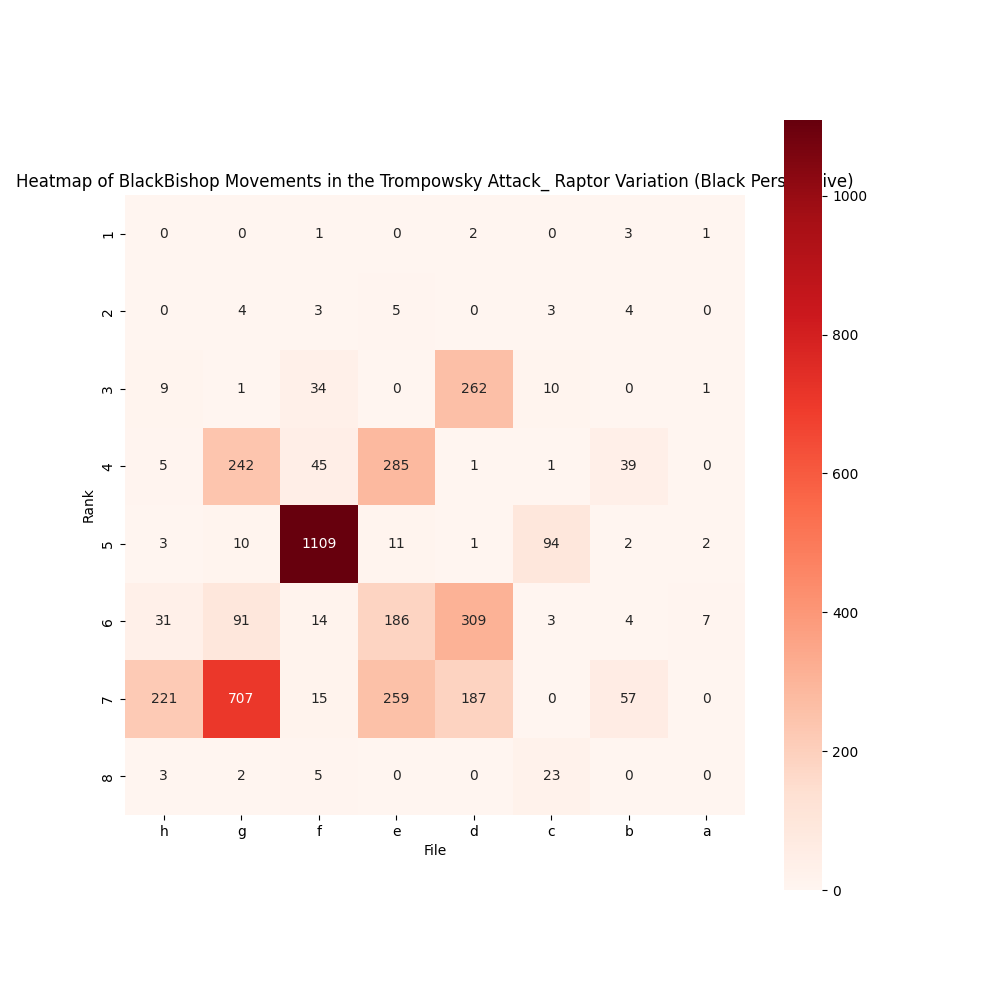 Heatmap of BlackBishop Movements in the Trompowsky Attack_ Raptor Variation (Black Pers    ive)
1000
1 0 0 1 0 2 0 3 1
2 0 4 3 5 0 3 4 0
800
3 9 1 34 0 262 10 0 1
4 5 242 45 285 1 1 39 0
600
Rank
5 3 10 1109 11 1 94 2 2
400
6 31 91 14 186 309 3 4 7
7 221 707 15 259 187 0 57 0
200
8 3 2 5 0 0 23 0 0
h g f e d c b a
File
0